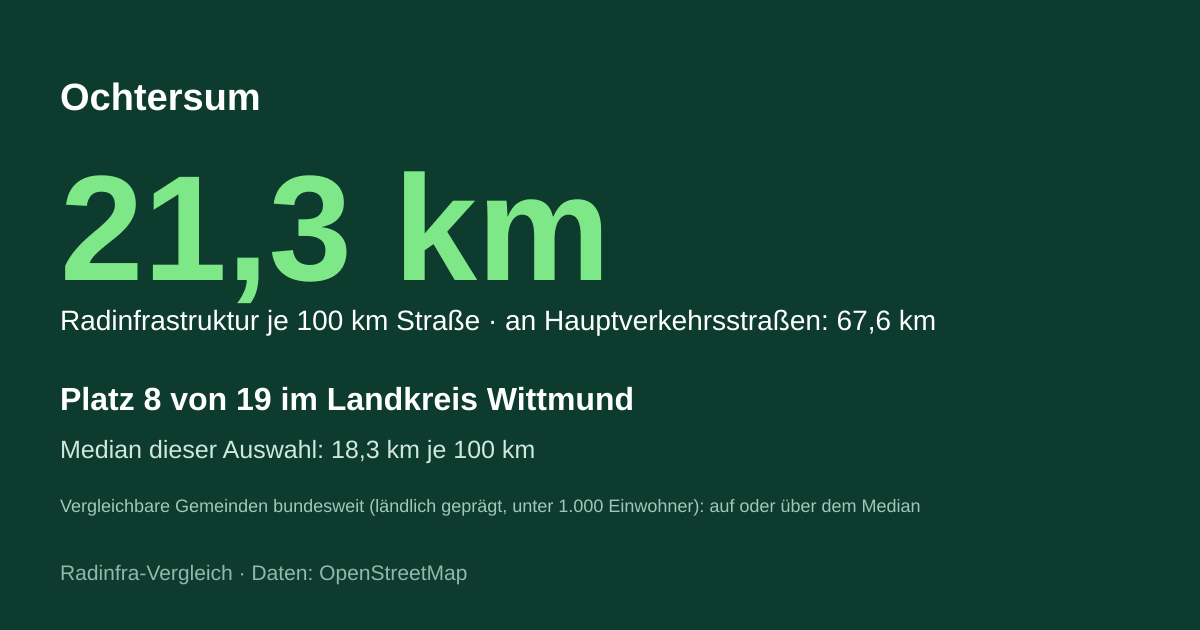 Ochtersum
21,3 km
Radinfrastruktur je 100 km Straße · an Hauptverkehrsstraßen: 67,6 km
Platz 8 von 19 im Landkreis Wittmund
Median dieser Auswahl: 18,3 km je 100 km
Vergleichbare Gemeinden bundesweit (ländlich geprägt, unter 1.000 Einwohner): auf oder über dem Median
Radinfra-Vergleich · Daten: OpenStreetMap